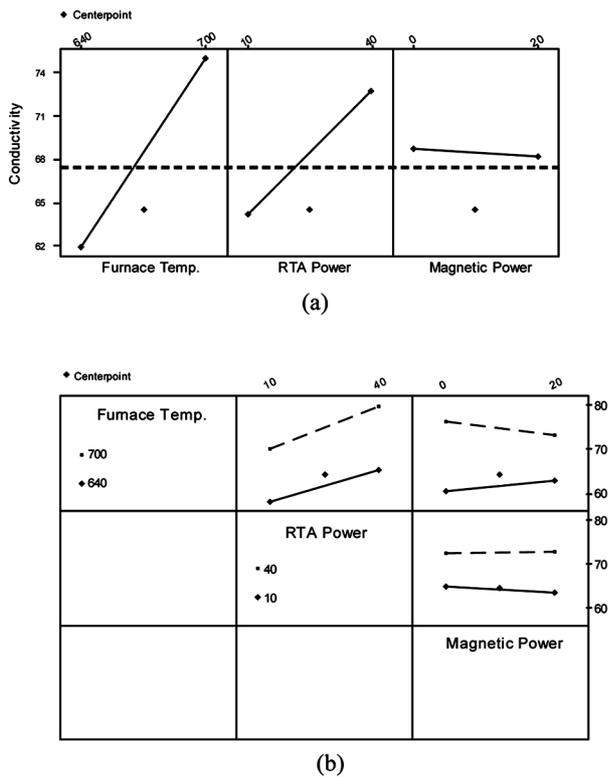 Centerpoint
640 700 10 40 0 20
74
71
68
65
62
Conductivity
Furnace Temp. RTA Power Magnetic Power
(a)
Centerpoint
10 40 0 20
Furnace Temp.
700
640
80
70
60
RTA Power
40
10
80
70
60
Magnetic Power
(b)